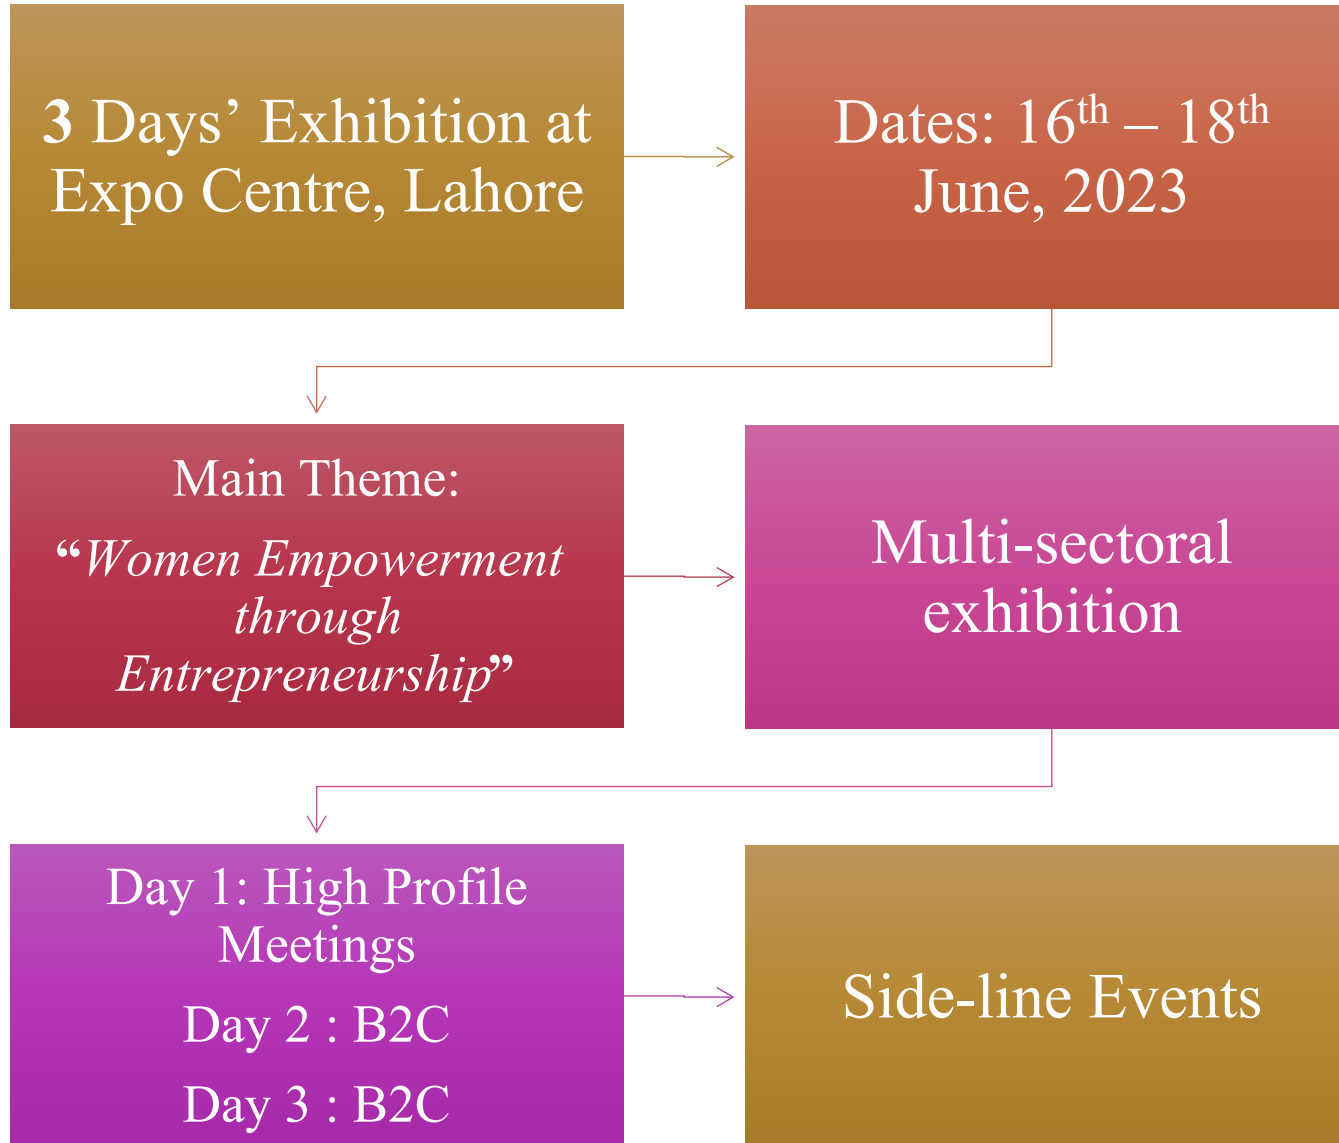 3 Days’ Exhibition at
Expo Centre, Lahore
Dates: 16th – 18th
June, 2023
Main Theme:
“Women Empowerment
through
Entrepreneurship”
Multi-sectoral
exhibition
Day 1: High Profile
Meetings
Day 2 : B2C
Day 3 : B2C
Side-line Events